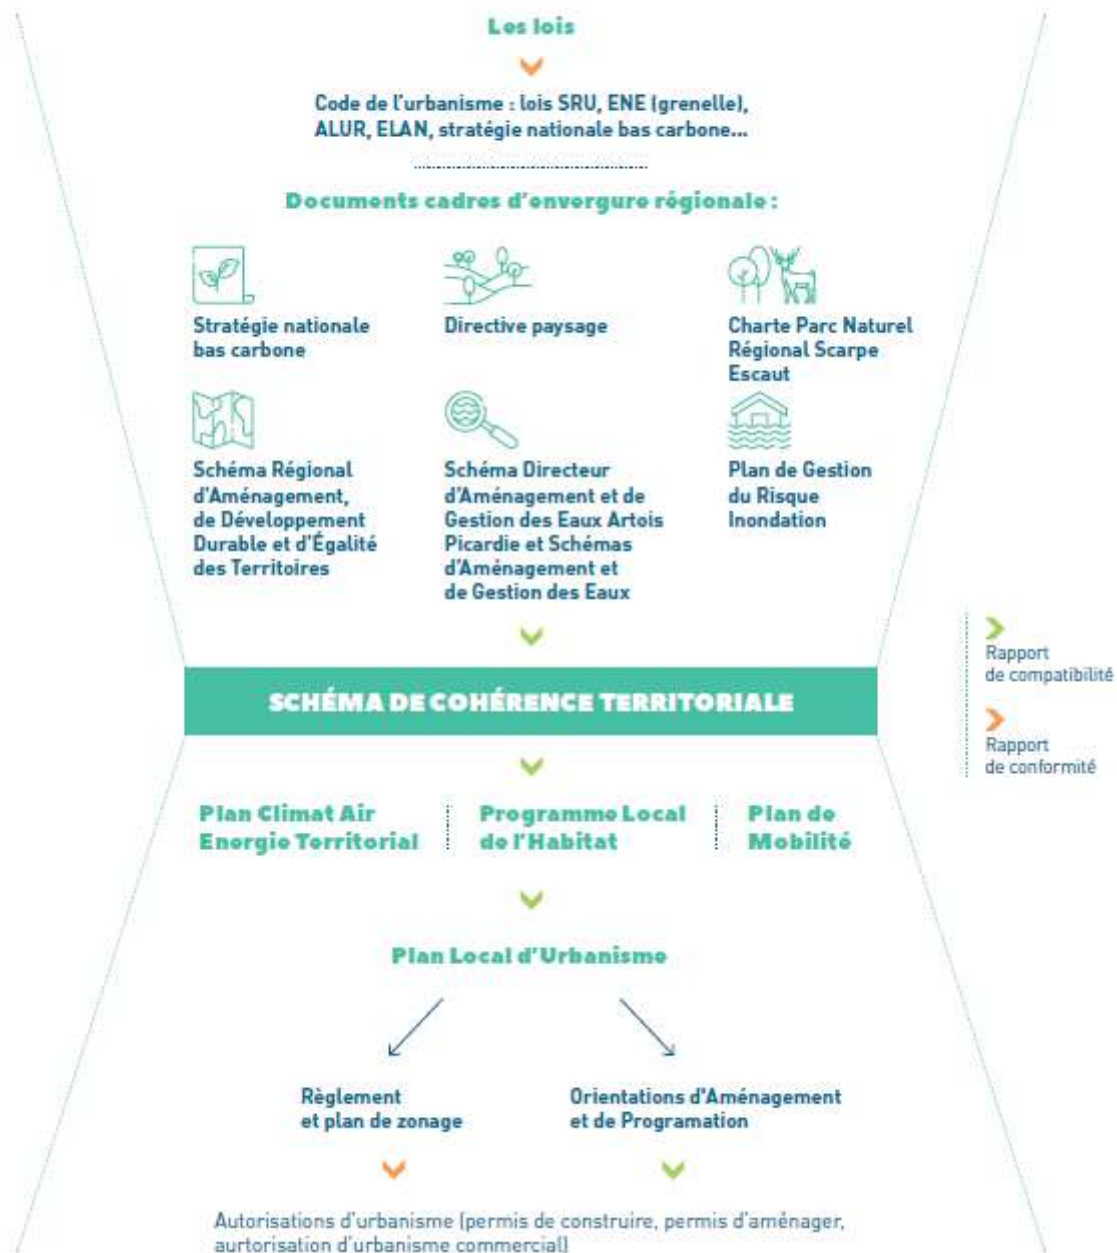 Les lois
Code de l'urbanisme : lois SRU, ENE (grenelle),
ALUR, ELAN, stratégie nationale bas carbone...
Documents cadres d'envergure régionale :
Stratégie nationale
bas carbone
Directive paysage
Charte Parc Naturel
Régional Scarpe
Escaut
Schéma Régional
d'Aménagement,
de Développement
Durable et d'Égalité
des Territoires
Schéma Directeur
d'Aménagement et de
Gestion des Eaux Artois
Picardie et Schémas
d'Aménagement et
de Gestion des Eaux
Plan de Gestion
du Risque
Inondation
Rapport
de compatibilité
Rapport
de conformité
SCHÉMA DE COHÉRENCE TERRITORIALE
Plan Climat Air
Energie Territorial
Programme Local
de l'Habitat
Plan de
Mobilité
Plan Local d'Urbanisme
Règlement
et plan de zonage
Orientations d'Aménagement
et de Programation
Autorisations d'urbanisme (permis de construire, permis d'aménager,
aurtorisation d'urbanisme commercial)